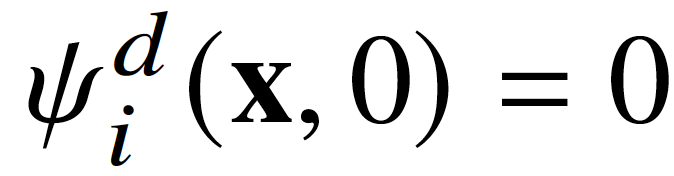 ψ_i^d(𝐱, 0) = 0